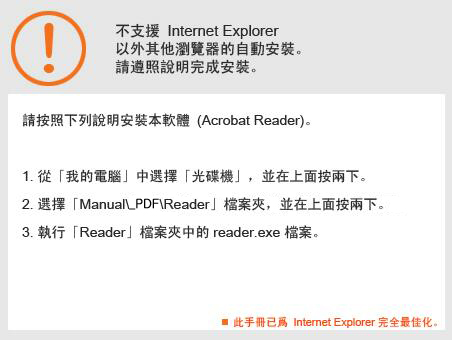 不支援 Internet Explorer
以外其他瀏覽器的自動安裝。
請遵照說明完成安裝。
請按照下列說明安裝本軟體 (Acrobat Reader)。
1. 從「我的電腦」中選擇「光碟機」，並在上面按兩下。
2. 選擇「Manual\_PDF\Reader」檔案夾，並在上面按兩下。
3. 執行「Reader」檔案夾中的 reader.exe 檔案。
■ 此手冊已爲 Internet Explorer 完全最佳化。